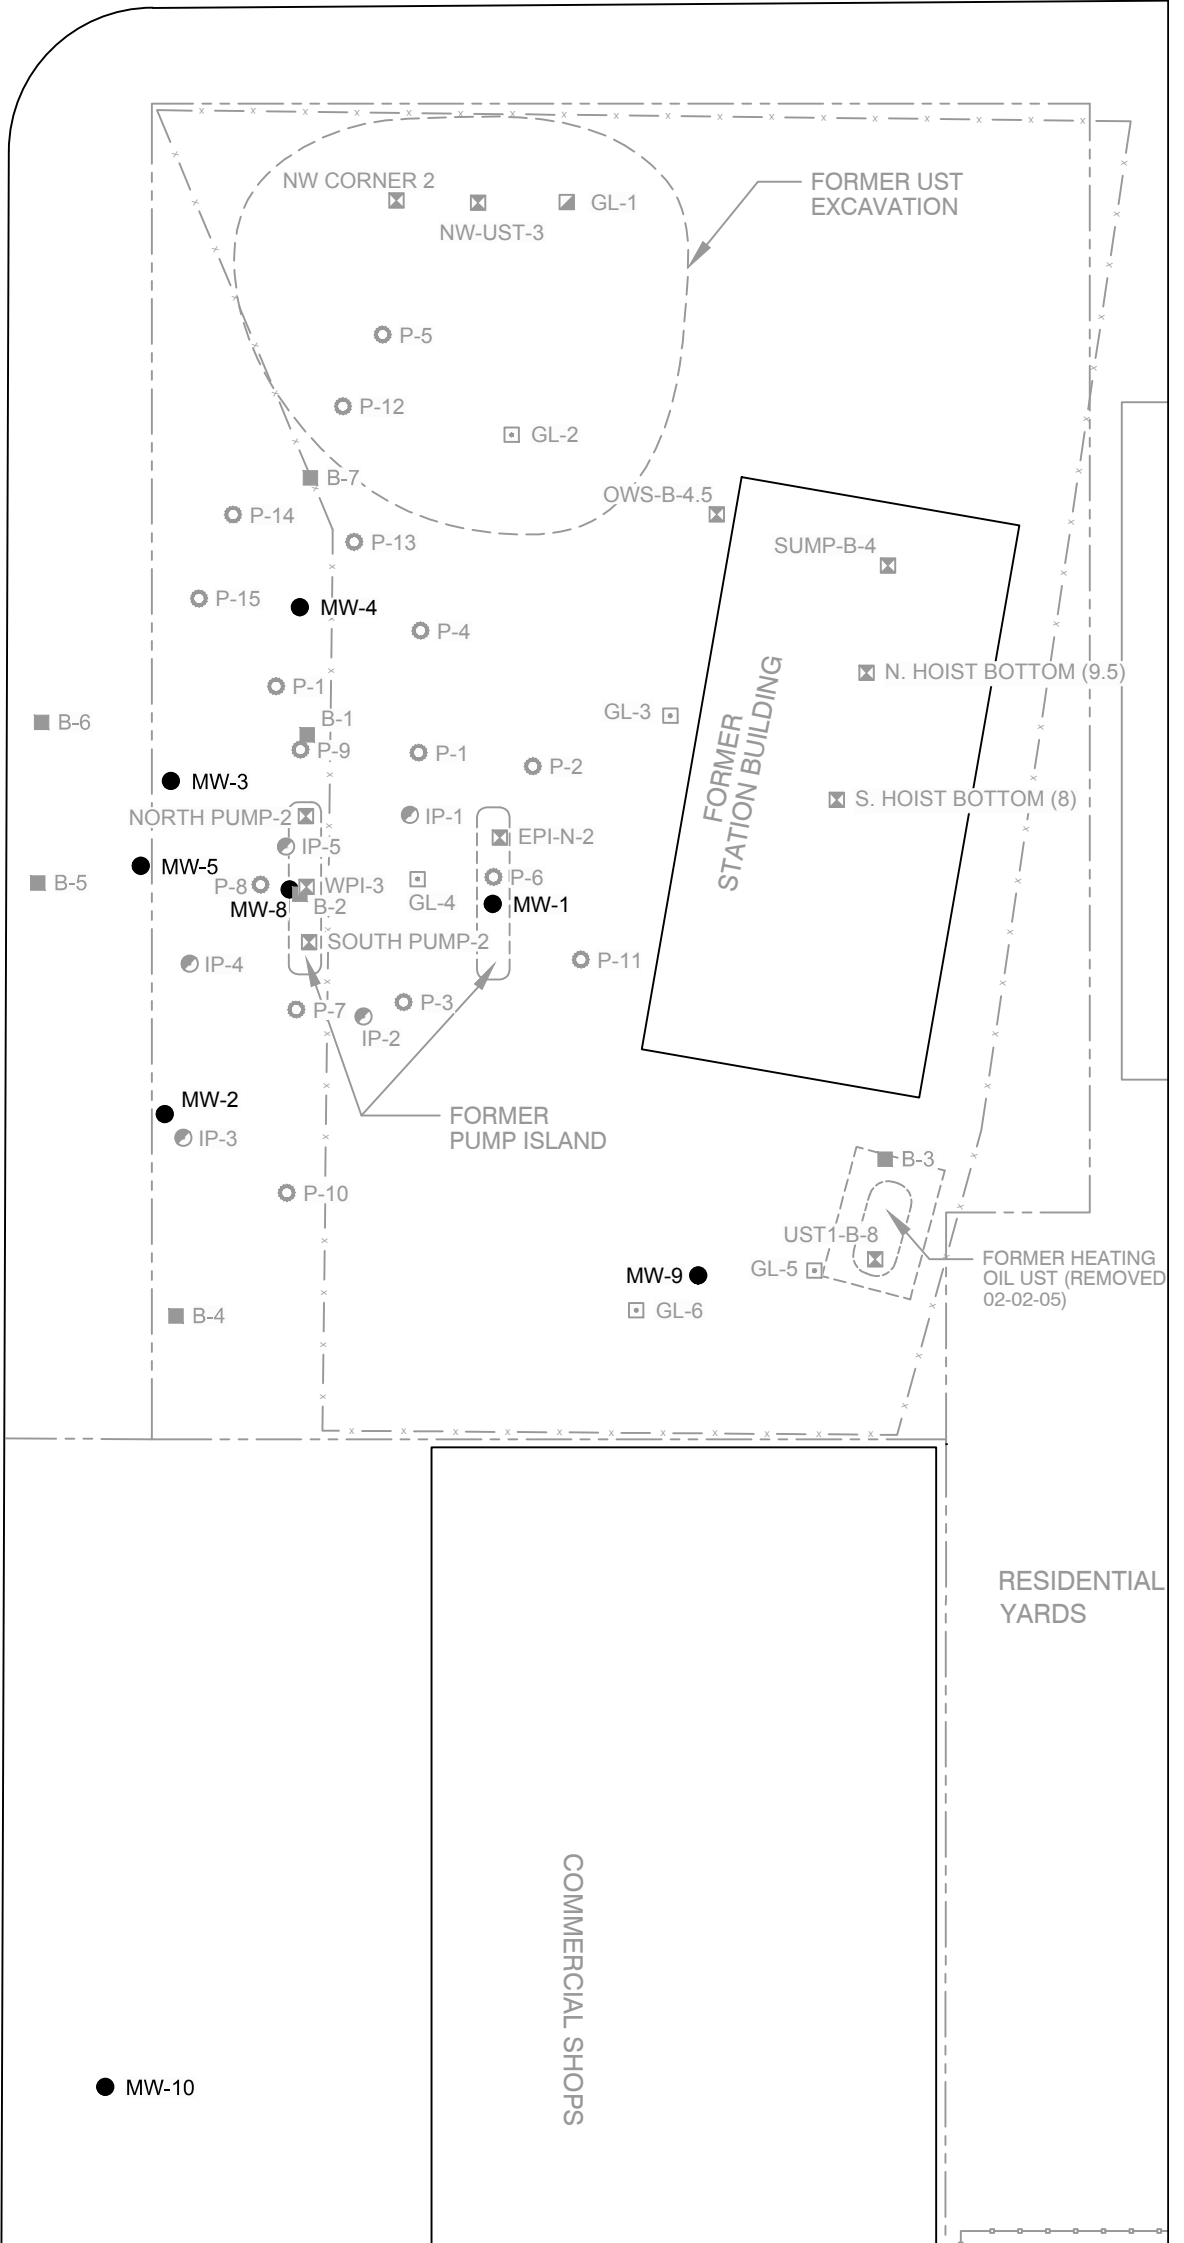 NW CORNER 2
NW-UST-3
GL-1
FORMER UST
EXCAVATION
P-5
P-12
GL-2
B-7
OWS-B-4.5
P-14
P-13
SUMP-B-4
P-15
MW-4
P-4
N. HOIST BOTTOM (9.5)
P-1
B-6
B-1
GL-3
FORMER
STATION BUILDING
P-9
P-1
P-2
MW-3
S. HOIST BOTTOM (8)
NORTH PUMP-2
IP-1
EPI-N-2
IP-5
MW-5
B-5
P-8
WPI-3
P-6
MW-8
B-2
GL-4
MW-1
SOUTH PUMP-2
IP-4
P-11
P-7
P-3
IP-2
MW-2
FORMER
PUMP ISLAND
IP-3
B-3
P-10
UST1-B-8
MW-9
GL-5
FORMER HEATING
OIL UST (REMOVED
02-02-05)
GL-6
B-4
RESIDENTIAL
YARDS
COMMERCIAL SHOPS
MW-10